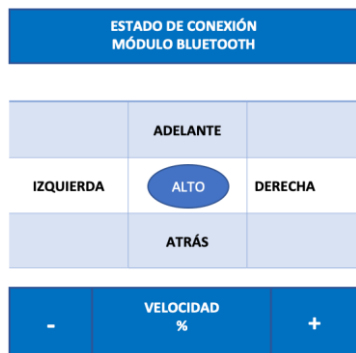 ESTADO DE CONEXIÓN
MÓDULO BLUETOOTH
ADELANTE
IZQUIERDA ALTO DERECHA
ATRÁS
VELOCIDAD
- % +